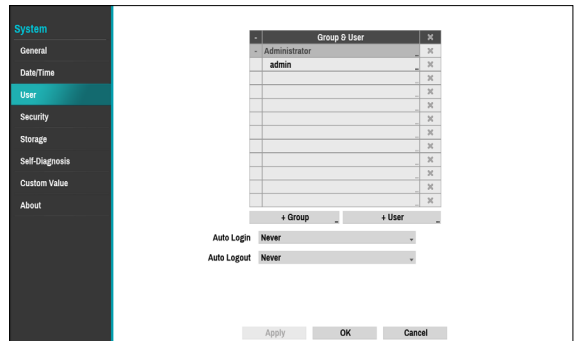 System
General
Date/Time
User
Security
Storage
Self-Diagnosis
Custom Value
About
- Group & User ✖
- Administrator ... ✖
admin ... ✖
... ✖
... ✖
... ✖
... ✖
... ✖
... ✖
... ✖
... ✖
... ✖
... ✖
+ Group ... + User ...
Auto Login Never
Auto Logout Never
Apply OK Cancel